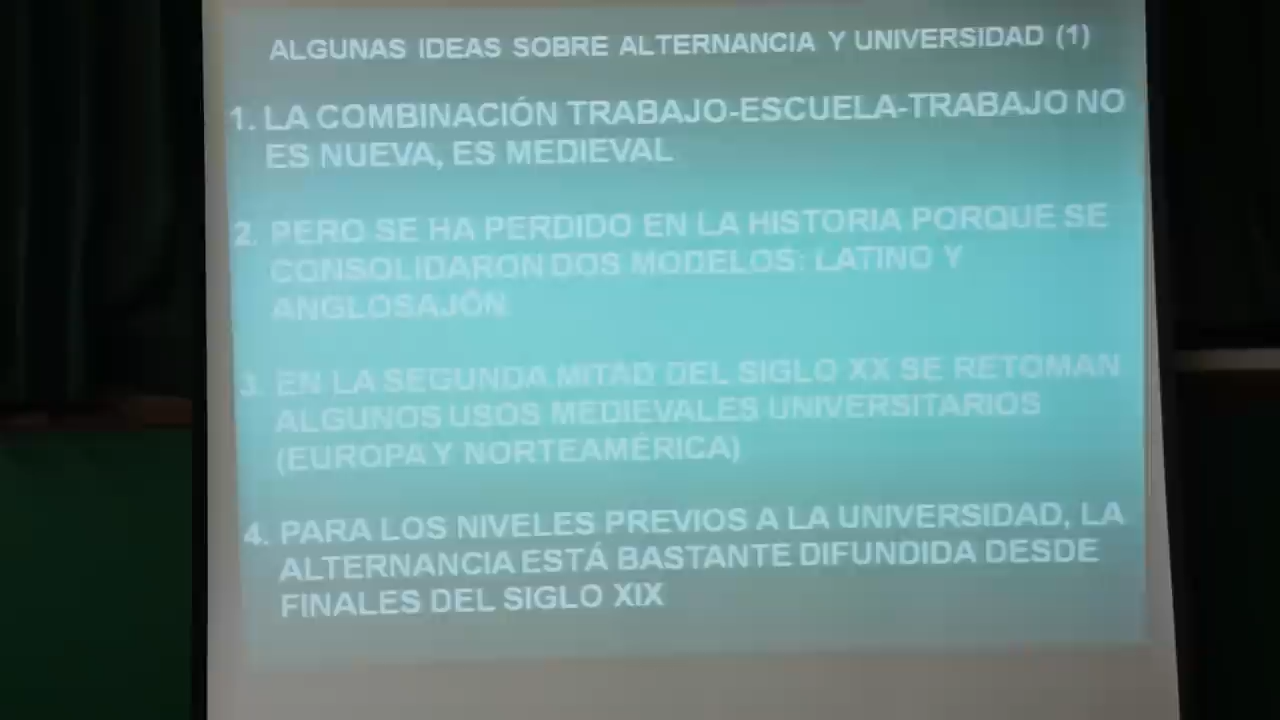 ALGUNAS IDEAS SOBRE ALTERNANCIA Y UNIVERSIDAD (1)
1. LA COMBINACIÓN TRABAJO-ESCUELA-TRABAJO NO
ES NUEVA, ES MEDIEVAL
2. PERO SE HA PERDIDO EN LA HISTORIA PORQUE SE
CONSOLIDARON DOS MODELOS: LATINO Y
ANGLOSAJÓN
3. EN LA SEGUNDA MITAD DEL SIGLO XX SE RETOMAN
ALGUNOS USOS MEDIEVALES UNIVERSITARIOS
(EUROPA Y NORTEAMÉRICA)
4. PARA LOS NIVELES PREVIOS A LA UNIVERSIDAD, LA
ALTERNANCIA ESTÁ BASTANTE DIFUNDIDA DESDE
FINALES DEL SIGLO XIX